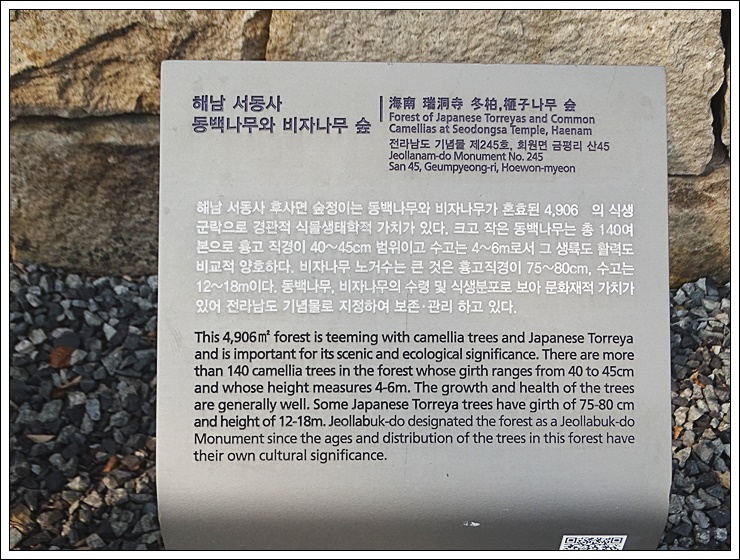 해남 서동사
동백나무와 비자나무 숲
海南 瑞洞寺 冬柏,榧子나무 숲
Forest of Japanese Torreyas and Common
Camellias at Seodongsa Temple, Haenam
전라남도 기념물 제245호, 회원면 금평리 산45
Jeollanam-do Monument No. 245
San 45, Geumpyeong-ri, Hoewon-myeon
해남 서동사 후사면 숲정이는 동백나무와 비자나무가 혼효된 4,906 의 식생
군락으로 경관적 식물생태학적 가치가 있다. 크고 작은 동백나무는 총 140여
본으로 흉고 직경이 40~45cm 범위이고 수고는 4~6m로서 그 생륙도 활력도
비교적 양호하다. 비자나무 노거수는 큰 것은 흉고직경이 75~80cm, 수고는
12~18m이다. 동백나무, 비자나무의 수령 및 식생분포로 보아 문화재적 가치가
있어 전라남도 기념물로 지정하여 보존·관리 하고 있다.
This 4,906㎡ forest is teeming with camellia trees and Japanese Torreya
and is important for its scenic and ecological significance. There are more
than 140 camellia trees in the forest whose girth ranges from 40 to 45cm
and whose height measures 4-6m. The growth and health of the trees
are generally well. Some Japanese Torreya trees have girth of 75-80 cm
and height of 12-18m. Jeollabuk-do designated the forest as a Jeollabuk-do
Monument since the ages and distribution of the trees in this forest have
their own cultural significance.